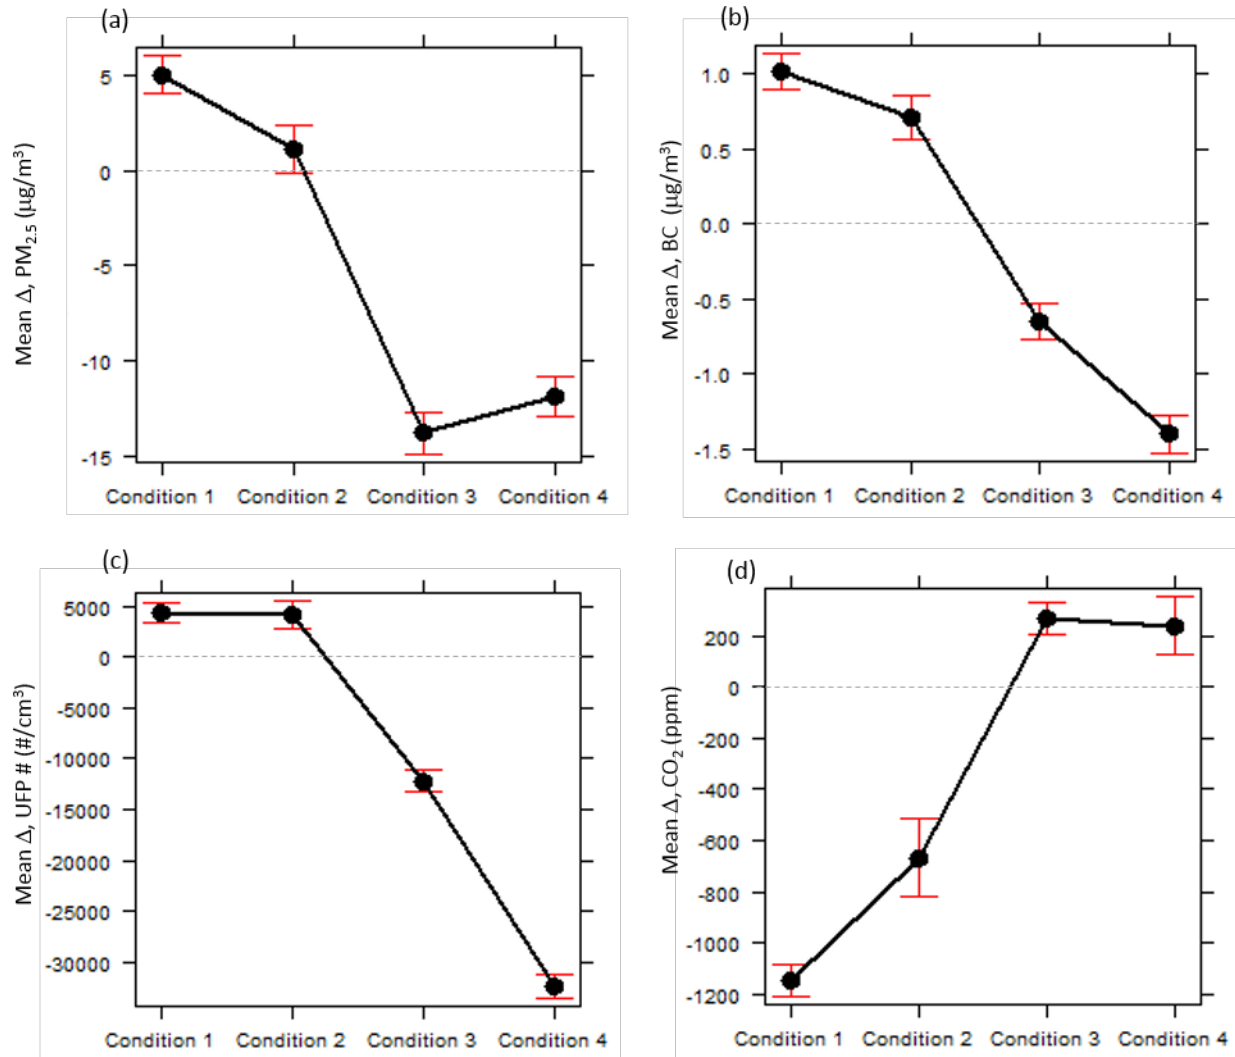 (a)
Mean Δ, PM2.5 (µg/m³)
5
0
-5
-10
-15
Condition 1 Condition 2 Condition 3 Condition 4
(b)
Mean Δ, BC (µg/m³)
1.0
0.5
0.0
-0.5
-1.0
-1.5
Condition 1 Condition 2 Condition 3 Condition 4
(c)
Mean Δ, UFP # (#/cm³)
5000
0
-5000
-10000
-15000
-20000
-25000
-30000
Condition 1 Condition 2 Condition 3 Condition 4
(d)
Mean Δ, CO2 (ppm)
200
0
-200
-400
-600
-800
-1000
-1200
Condition 1 Condition 2 Condition 3 Condition 4